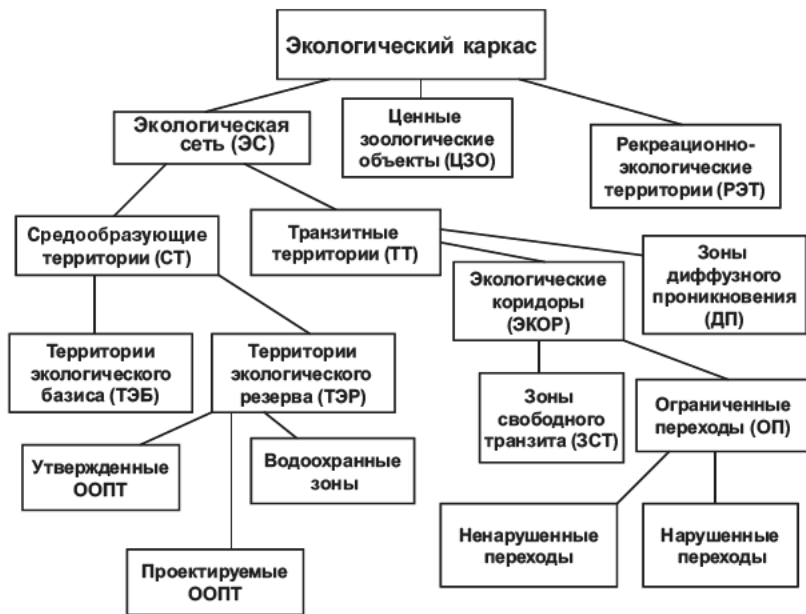 Экологический каркас
Экологическая
сеть (ЭС)
Ценные
зоологические
объекты (ЦЗО)
Рекреационно-
экологические
территории (РЭТ)
Средообразующие
территории (СТ)
Транзитные
территории (ТТ)
Экологические
коридоры
(ЭКОР)
Зоны
диффузного
проникновения
(ДП)
Территории
экологического
базиса (ТЭБ)
Территории
экологического
резерва (ТЭР)
Зоны
свободного
транзита (ЗСТ)
Ограниченные
переходы (ОП)
Утвержденные
ООПТ
Водоохранные
зоны
Проектируемые
ООПТ
Ненарушенные
переходы
Нарушенные
переходы